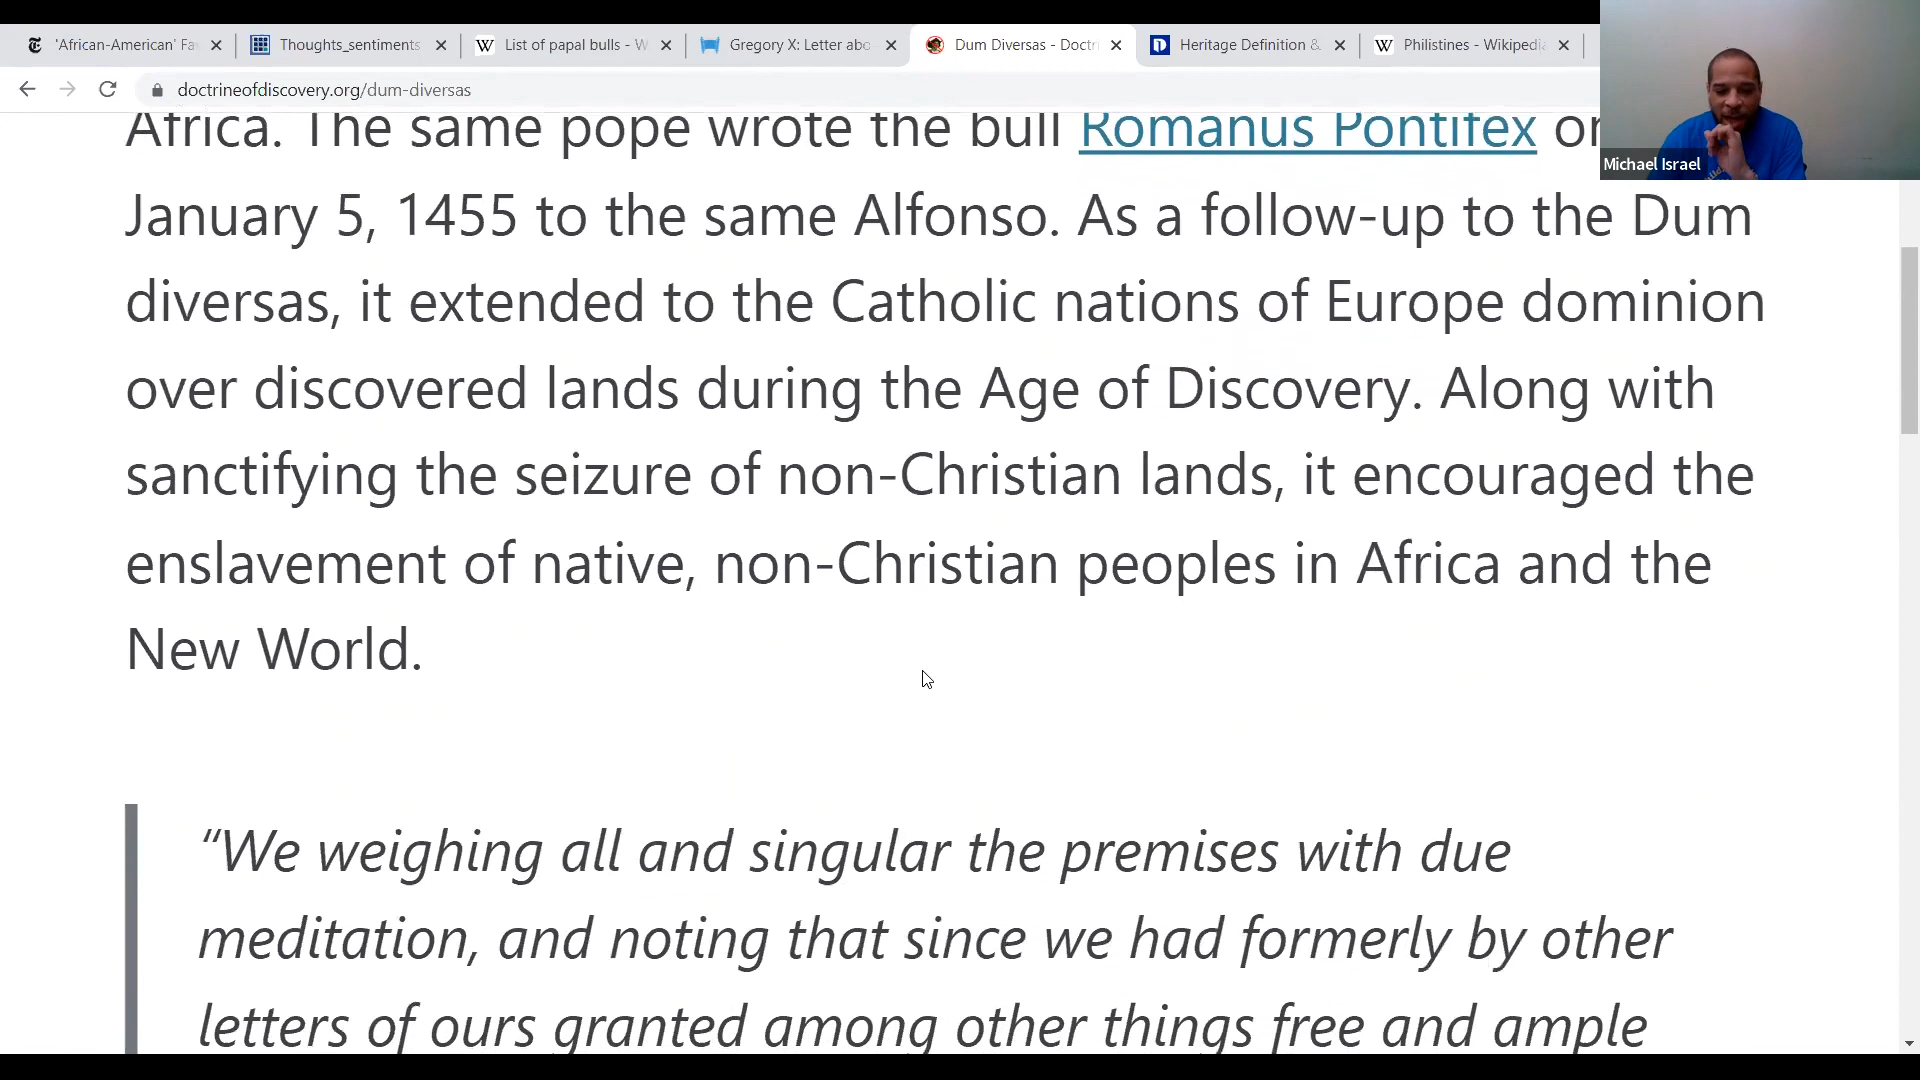 'African-American' Fa
Thoughts_sentiments
List of papal bulls - W
Gregory X: Letter abo
Dum Diversas - Doctri
Heritage Definition &
Philistines - Wikipedia
doctrineofdiscovery.org/dum-diversas
Michael Israel
Africa. The same pope wrote the bull Romanus Pontifex on
January 5, 1455 to the same Alfonso. As a follow-up to the Dum
diversas, it extended to the Catholic nations of Europe dominion
over discovered lands during the Age of Discovery. Along with
sanctifying the seizure of non-Christian lands, it encouraged the
enslavement of native, non-Christian peoples in Africa and the
New World.
“We weighing all and singular the premises with due
meditation, and noting that since we had formerly by other
letters of ours granted among other things free and ample